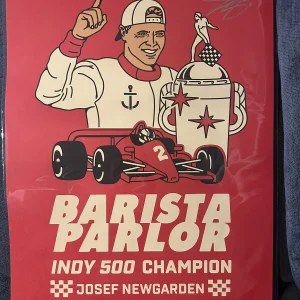 2
BARISTA
PARLOR
INDY 500 CHAMPION
JOSEF NEWGARDEN